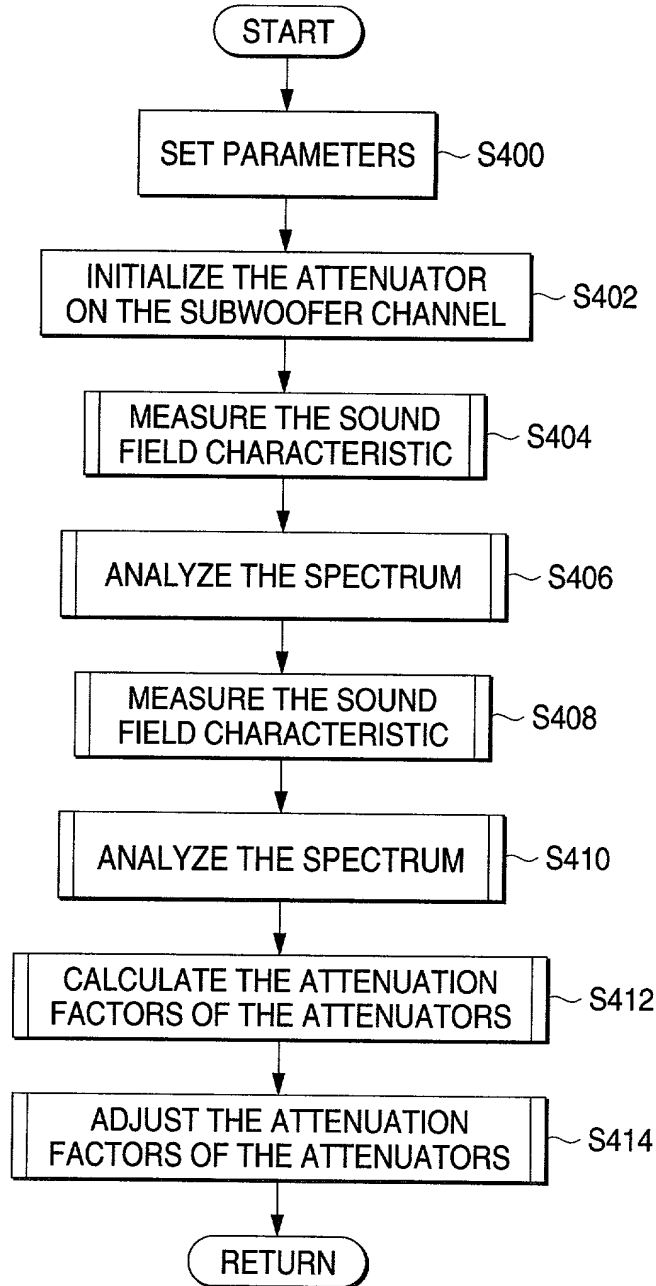 START
SET PARAMETERS
S400
INITIALIZE THE ATTENUATOR
ON THE SUBWOOFER CHANNEL
S402
MEASURE THE SOUND
FIELD CHARACTERISTIC
S404
ANALYZE THE SPECTRUM
S406
MEASURE THE SOUND
FIELD CHARACTERISTIC
S408
ANALYZE THE SPECTRUM
S410
CALCULATE THE ATTENUATION
FACTORS OF THE ATTENUATORS
S412
ADJUST THE ATTENUATION
FACTORS OF THE ATTENUATORS
S414
RETURN